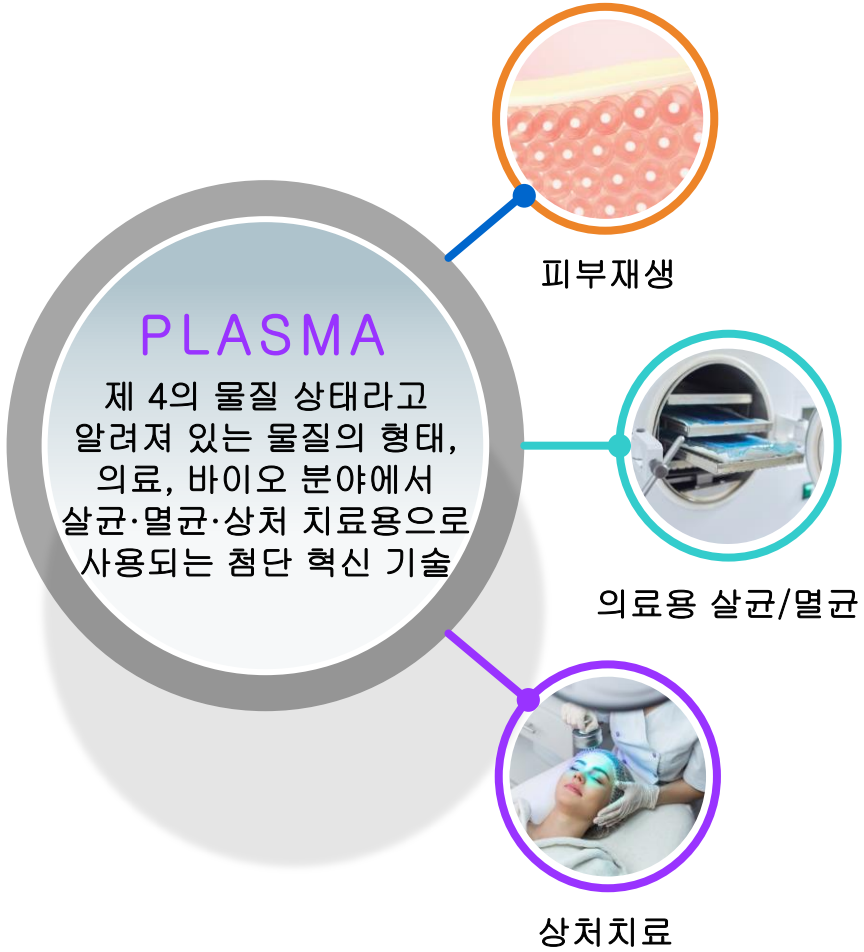 PLASMA
제 4의 물질 상태라고
알려져 있는 물질의 형태,
의료, 바이오 분야에서
살균·멸균·상처 치료용으로
사용되는 첨단 혁신 기술
피부재생
의료용 살균/멸균
상처치료